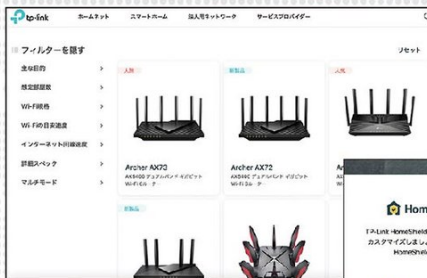 tp-link
ホームネット
スマートホーム
法人用ネットワーク
サービスプロバイダー
フィルターを隠す
リセット
主な目的
想定部屋数
Wi-Fi規格
Wi-Fiの目安速度
インターネット回線速度
詳細スペック
マルチモード
人気
新製品
人気
Archer AX73
Archer AX72
新製品
TP-Link HomeShield
カスタマイズしまし
HomeShield